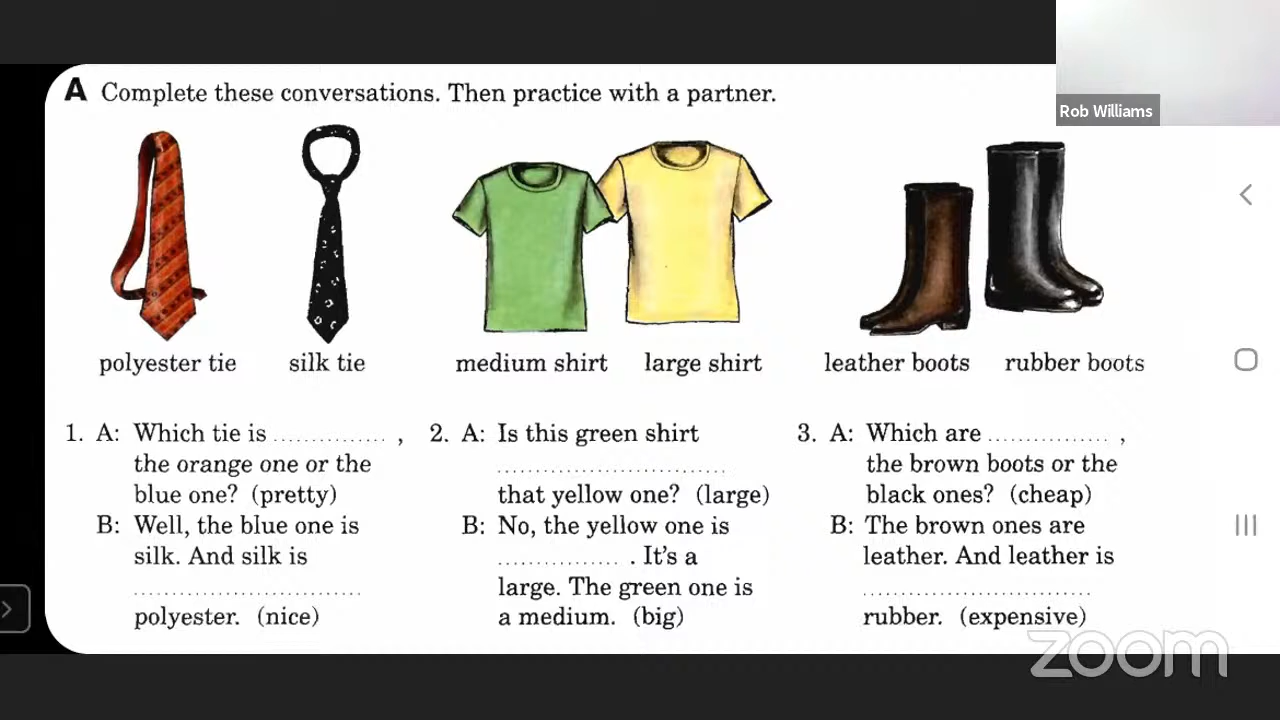 A Complete these conversations. Then practice with a partner.
Rob Williams
polyester tie
silk tie
medium shirt
large shirt
leather boots
rubber boots
1. A: Which tie is ............... ,
the orange one or the
blue one? (pretty)
B: Well, the blue one is
silk. And silk is
..............................
polyester. (nice)
2. A: Is this green shirt
..............................
that yellow one? (large)
B: No, the yellow one is
................ . It's a
large. The green one is
a medium. (big)
3. A: Which are ................ ,
the brown boots or the
black ones? (cheap)
B: The brown ones are
leather. And leather is
..............................
rubber. (expensive)
zoom